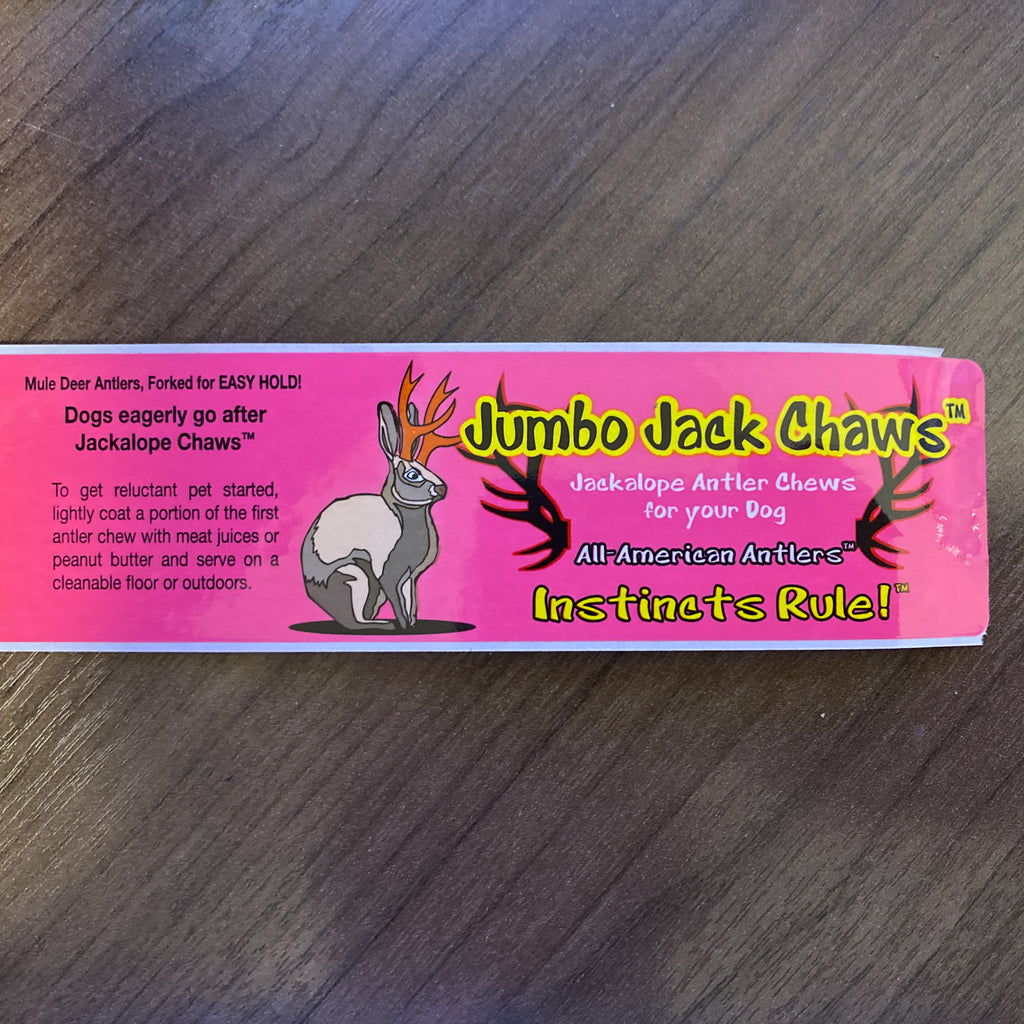 Mule Deer Antlers, Forked for EASY HOLD!
Dogs eagerly go after
Jackalope Chaws™
To get reluctant pet started,
lightly coat a portion of the first
antler chew with meat juices or
peanut butter and serve on a
cleanable floor or outdoors.
Jumbo Jack Chaws™
Jackalope Antler Chews
for your Dog
All-American Antlers™
Instincts Rule!™